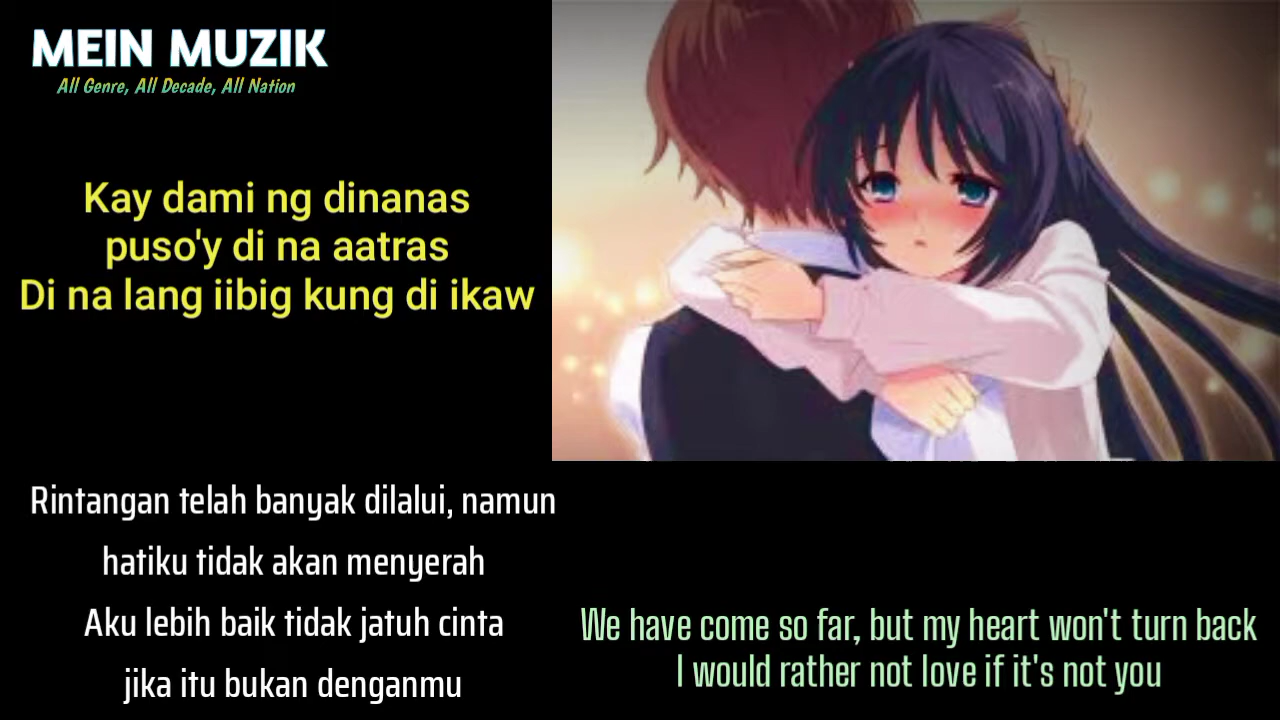 MEIN MUZIK
All Genre, All Decade, All Nation
Kay dami ng dinanas
puso'y di na aatras
Di na lang iibig kung di ikaw
Rintangan telah banyak dilalui, namun
hatiku tidak akan menyerah
Aku lebih baik tidak jatuh cinta
jika itu bukan denganmu
We have come so far, but my heart won't turn back
I would rather not love if it's not you